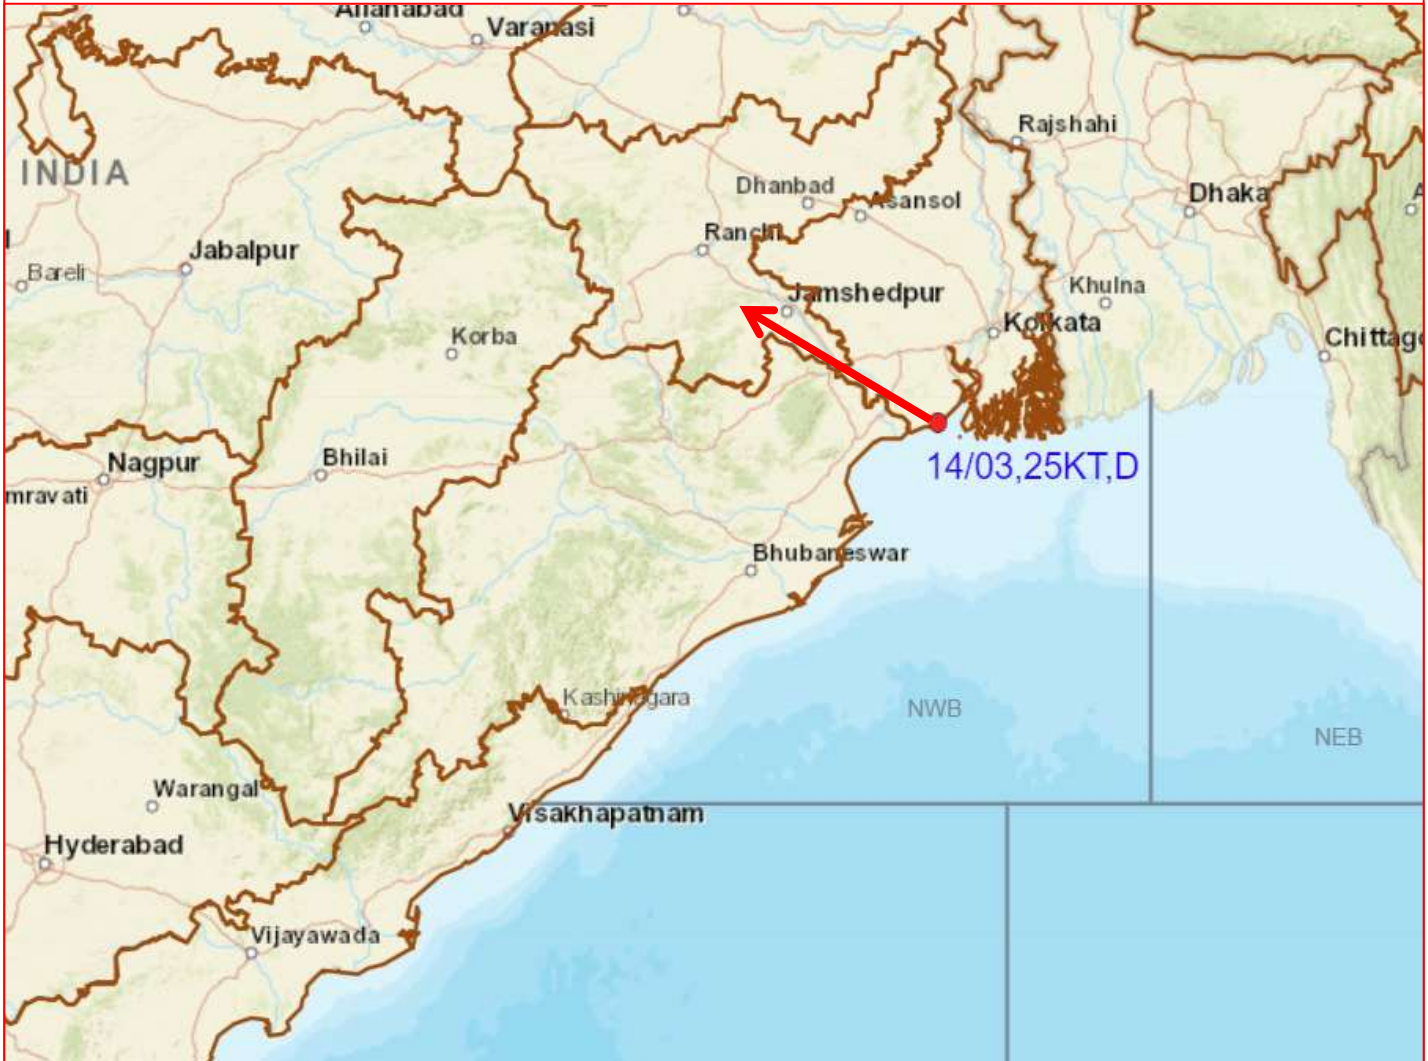 Allahabad
Varanasi
Rajshahi
INDIA
Dhanbad
Asansol
Dhaka
Ranchi
Jabalpur
Bareli
Jamshedpur
Khulna
Kolkata
Korba
Chittago
Nagpur
Bhilai
14/03,25KT,D
mravati
Bhubaneswar
Kashinagara
NWB
NEB
Warangal
Visakhapatnam
Hyderabad
Vijayawada